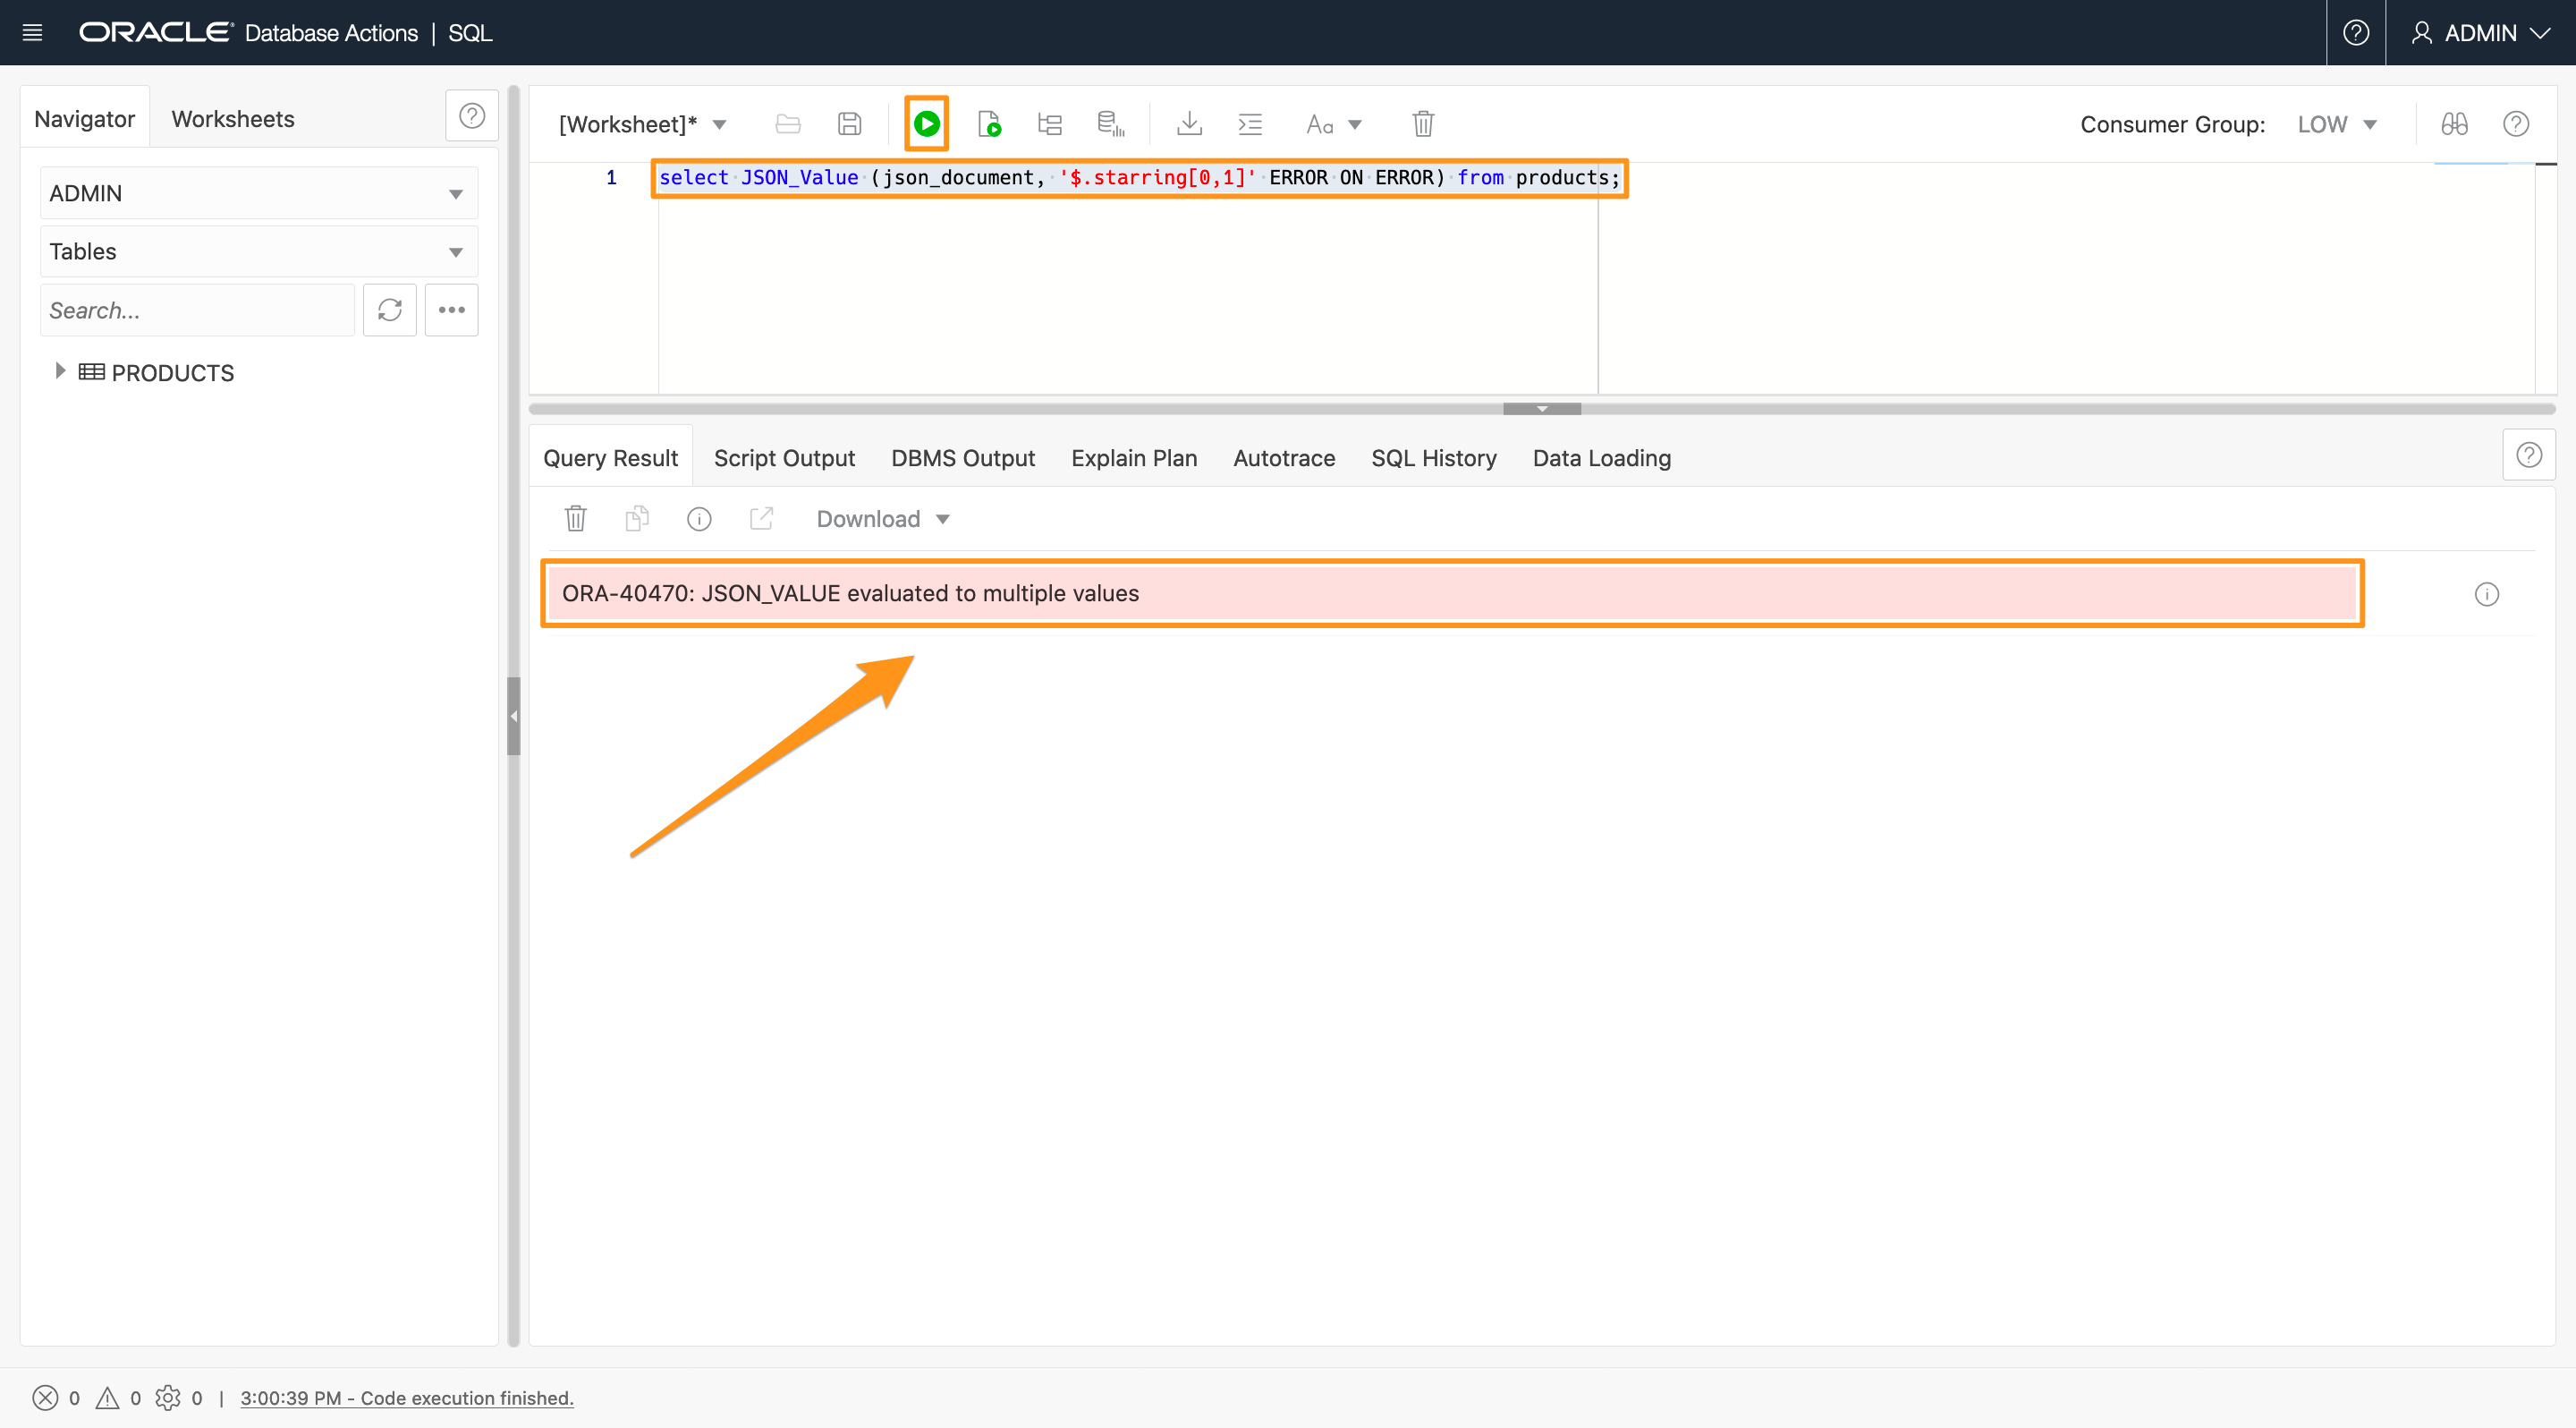 ORACLE Database Actions | SQL
ADMIN
Navigator
Worksheets
ADMIN
Tables
Search...
PRODUCTS
[Worksheet]*
Aa
Consumer Group: LOW
1
select JSON_Value (json_document, '$.starring[0,1]' ERROR ON ERROR) from products;
Query Result
Script Output
DBMS Output
Explain Plan
Autotrace
SQL History
Data Loading
Download
ORA-40470: JSON_VALUE evaluated to multiple values
0 0 0 | 3:00:39 PM - Code execution finished.